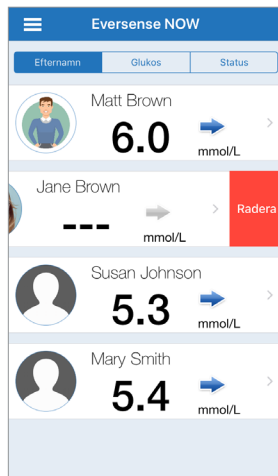 Eversense NOW
Efternamn Glukos Status
Matt Brown
6.0
mmol/L
Jane Brown
---
mmol/L
Radera
Susan Johnson
5.3
mmol/L
Mary Smith
5.4
mmol/L